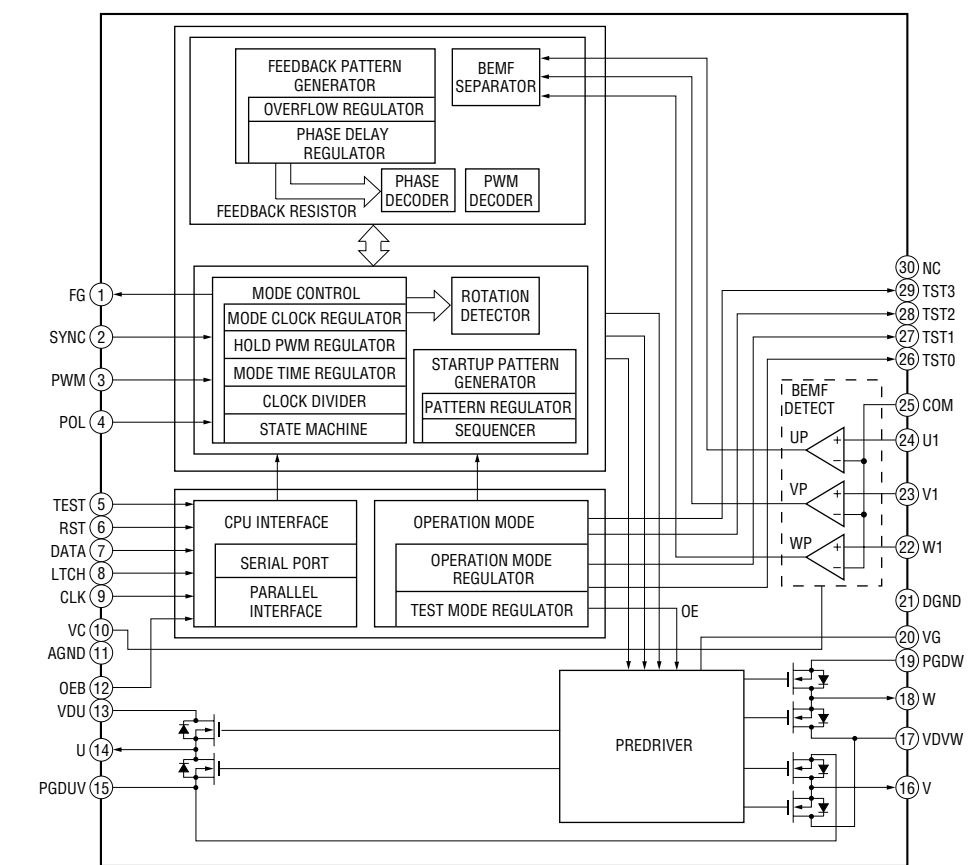 FEEDBACK PATTERN
GENERATOR
OVERFLOW REGULATOR
PHASE DELAY
REGULATOR
BEMF
SEPARATOR
PHASE
DECODER
PWM
DECODER
FEEDBACK RESISTOR
MODE CONTROL
MODE CLOCK REGULATOR
HOLD PWM REGULATOR
MODE TIME REGULATOR
CLOCK DIVIDER
STATE MACHINE
ROTATION
DETECTOR
STARTUP PATTERN
GENERATOR
PATTERN REGULATOR
SEQUENCER
CPU INTERFACE
SERIAL PORT
PARALLEL
INTERFACE
OPERATION MODE
OPERATION MODE
REGULATOR
TEST MODE REGULATOR
OE
PREDRIVER
BEMF
DETECT
UP
+
−
VP
+
−
WP
+
−
FG 1
SYNC 2
PWM 3
POL 4
TEST 5
RST 6
DATA 7
LTCH 8
CLK 9
VC 10
AGND 11
OEB 12
VDU 13
U 14
PGDUV 15
30 NC
29 TST3
28 TST2
27 TST1
26 TST0
25 COM
24 U1
23 V1
22 W1
21 DGND
20 VG
19 PGDW
18 W
17 VDVW
16 V